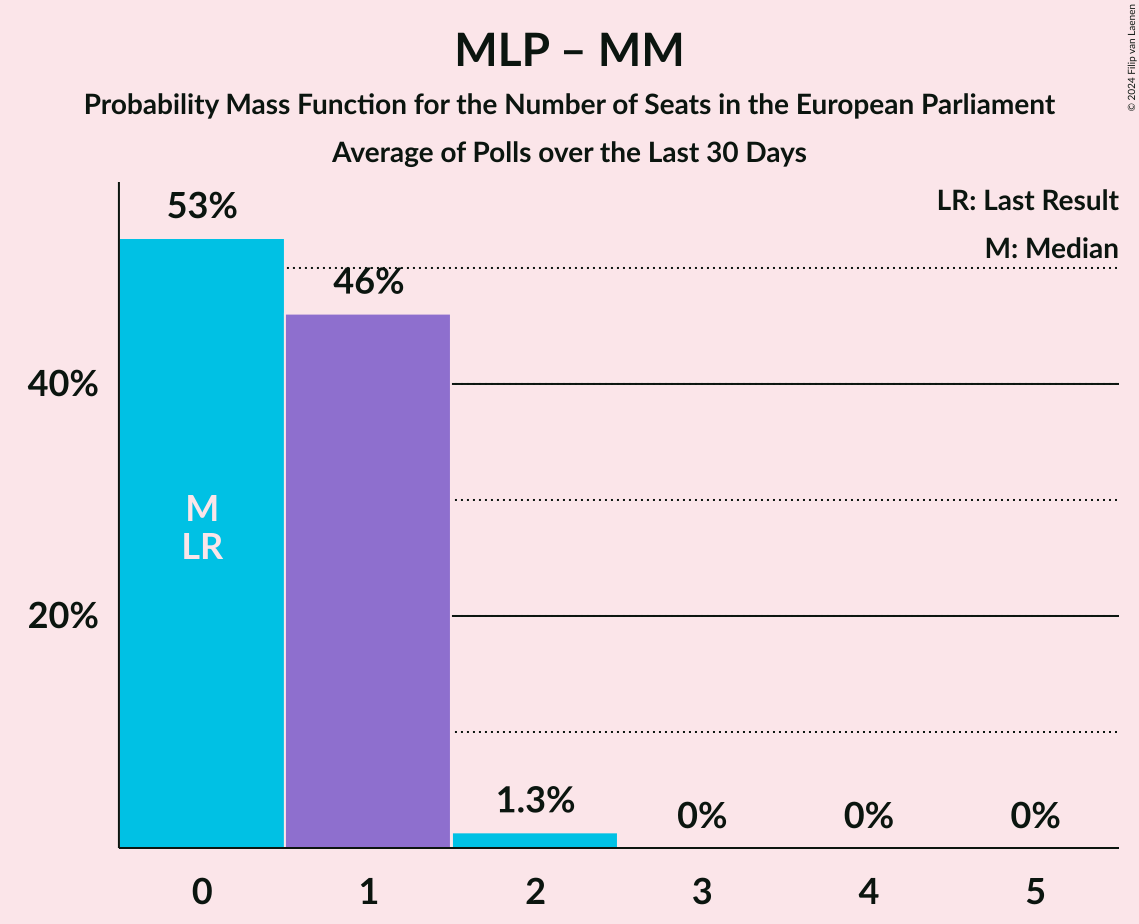 MLP – MM
Probability Mass Function for the Number of Seats in the European Parliament
Average of Polls over the Last 30 Days
© 2024 Filip van Laenen
LR: Last Result
M: Median
53%
46%
40%
M
LR
20%
1.3%
0%
0%
0%
0
1
2
3
4
5